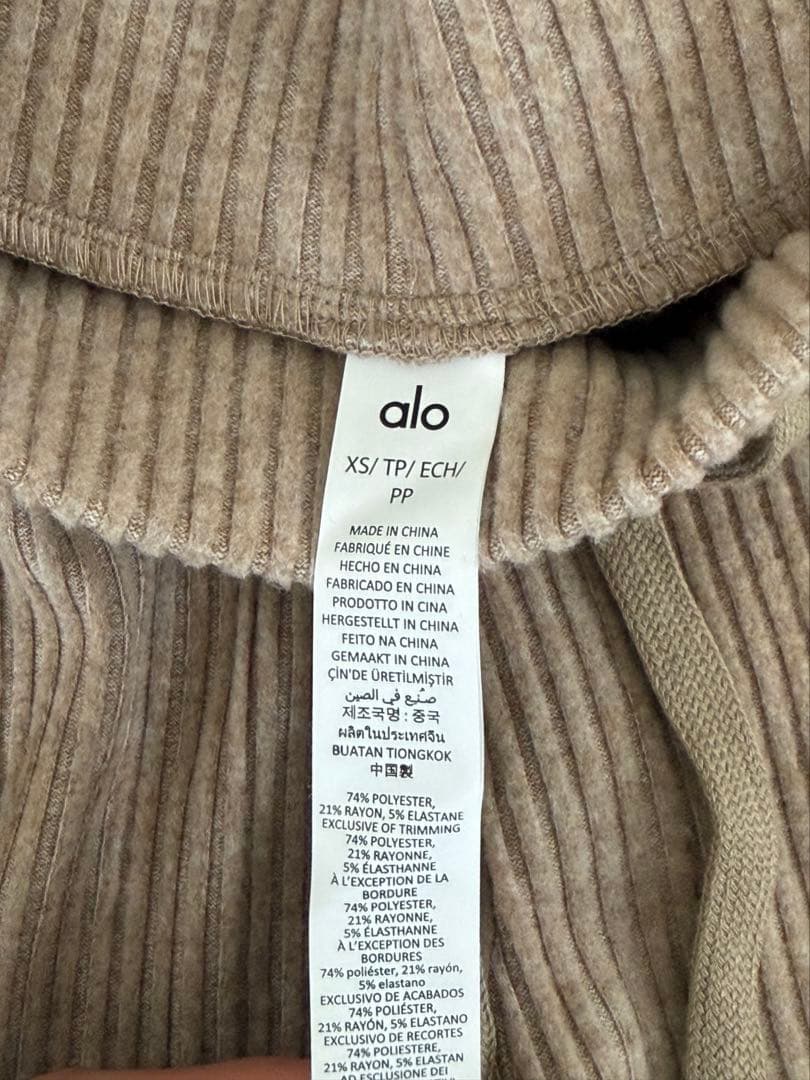 alo
XS/ TP/ ECH/
PP
MADE IN CHINA
FABRIQUÉ EN CHINE
HECHO EN CHINA
FABRICADO EN CHINA
PRODOTTO IN CINA
HERGESTELLT IN CHINA
FEITO NA CHINA
GEMAAKT IN CHINA
ÇİN'DE ÜRETİLMİŞTİR
صُنع في الصين
제조국명 : 중국
ผลิตในประเทศจีน
BUATAN TIONGKOK
中国製
74% POLYESTER,
21% RAYON, 5% ELASTANE
EXCLUSIVE OF TRIMMING
74% POLYESTER,
21% RAYONNE,
5% ÉLASTHANNE
À L'EXCEPTION DE LA
BORDURE
74% POLYESTER,
21% RAYONNE,
5% ÉLASTHANNE
À L'EXCEPTION DES
BORDURES
74% poliéster, 21% rayón,
5% elastano
EXCLUSIVO DE ACABADOS
74% POLIÉSTER,
21% RAYÓN, 5% ELASTANO
EXCLUSIVO DE RECORTES
74% POLIESTERE,
21% RAYON, 5% ELASTAN
AD ESCLUSIONE DEI